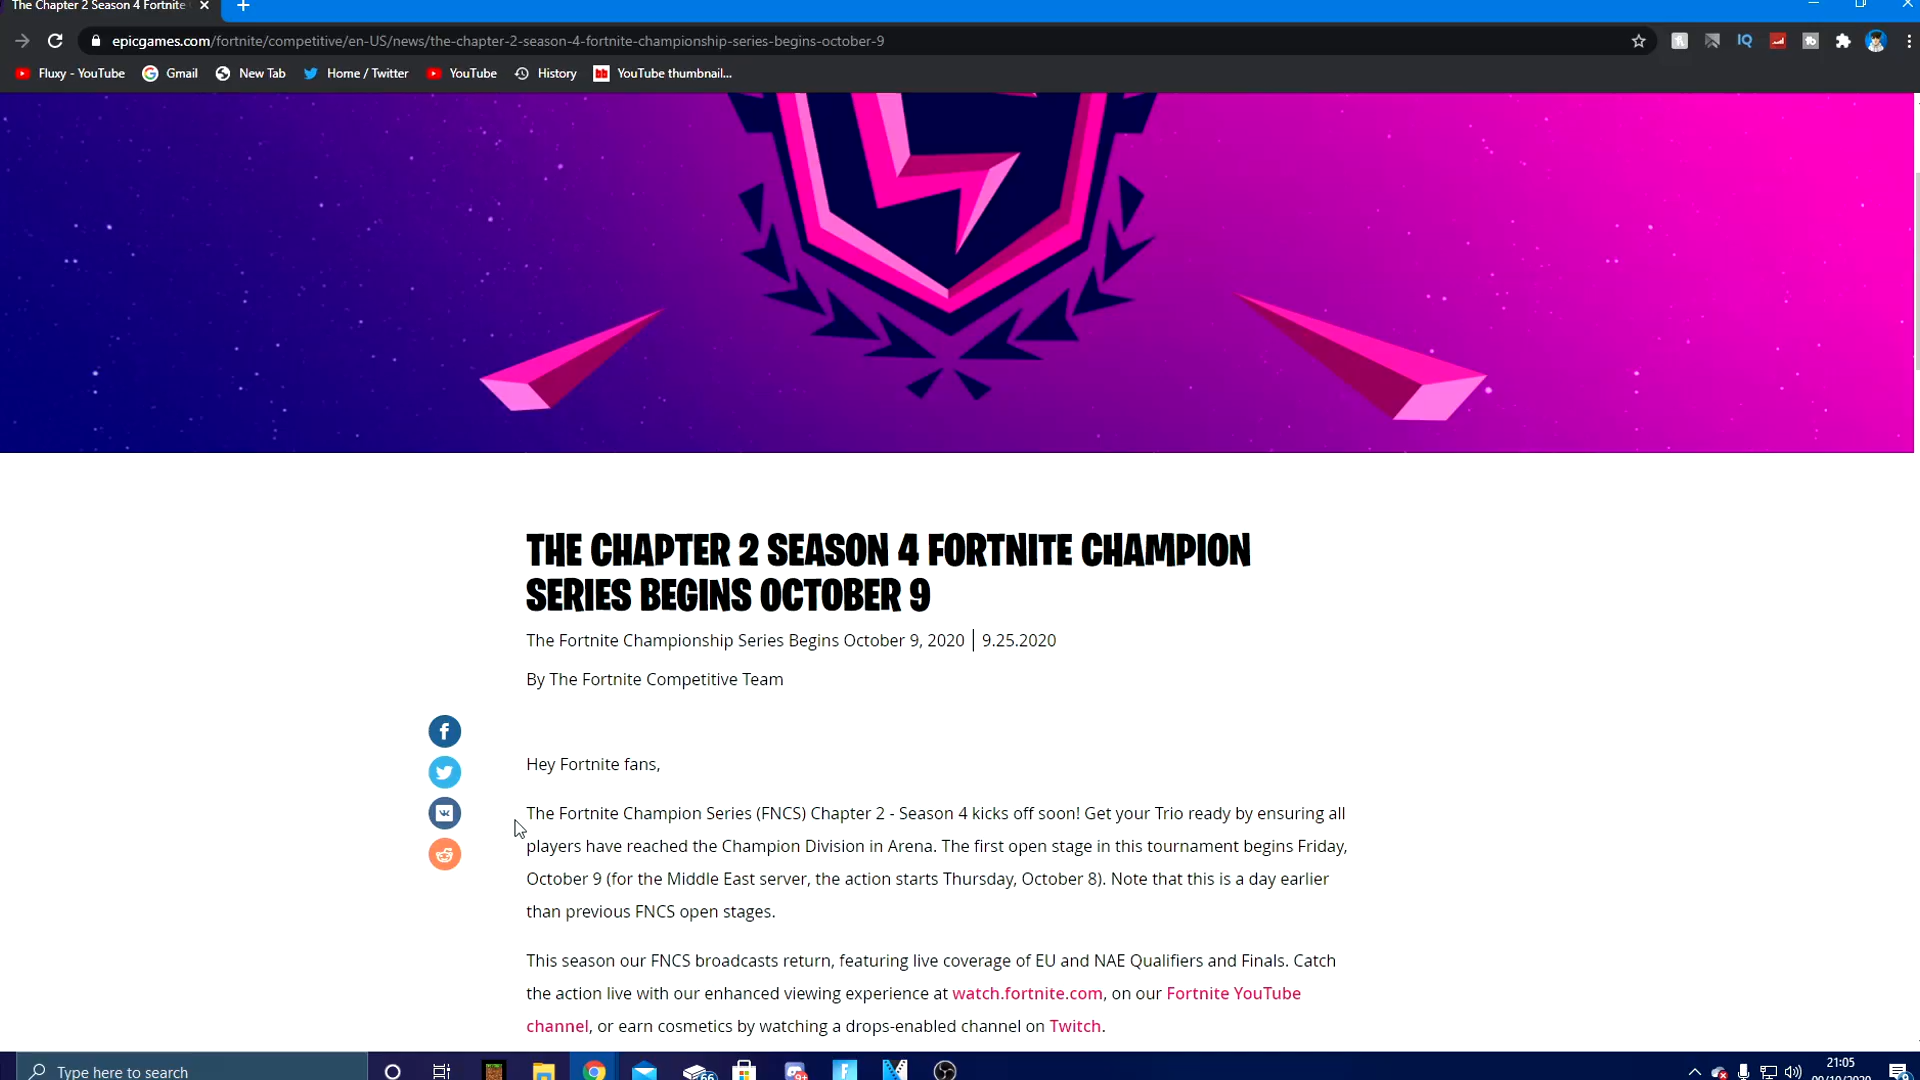 The Chapter 2 Season 4 Fortnite
epicgames.com/fortnite/competitive/en-US/news/the-chapter-2-season-4-fortnite-championship-series-begins-october-9
Fluxy - YouTube Gmail New Tab Home / Twitter YouTube History YouTube thumbnail...
THE CHAPTER 2 SEASON 4 FORTNITE CHAMPION
SERIES BEGINS OCTOBER 9
The Fortnite Championship Series Begins October 9, 2020 | 9.25.2020
By The Fortnite Competitive Team
Hey Fortnite fans,
The Fortnite Champion Series (FNCS) Chapter 2 - Season 4 kicks off soon! Get your Trio ready by ensuring all
players have reached the Champion Division in Arena. The first open stage in this tournament begins Friday,
October 9 (for the Middle East server, the action starts Thursday, October 8). Note that this is a day earlier
than previous FNCS open stages.
This season our FNCS broadcasts return, featuring live coverage of EU and NAE Qualifiers and Finals. Catch
the action live with our enhanced viewing experience at watch.fortnite.com, on our Fortnite YouTube
channel, or earn cosmetics by watching a drops-enabled channel on Twitch.
Type here to search
21:05